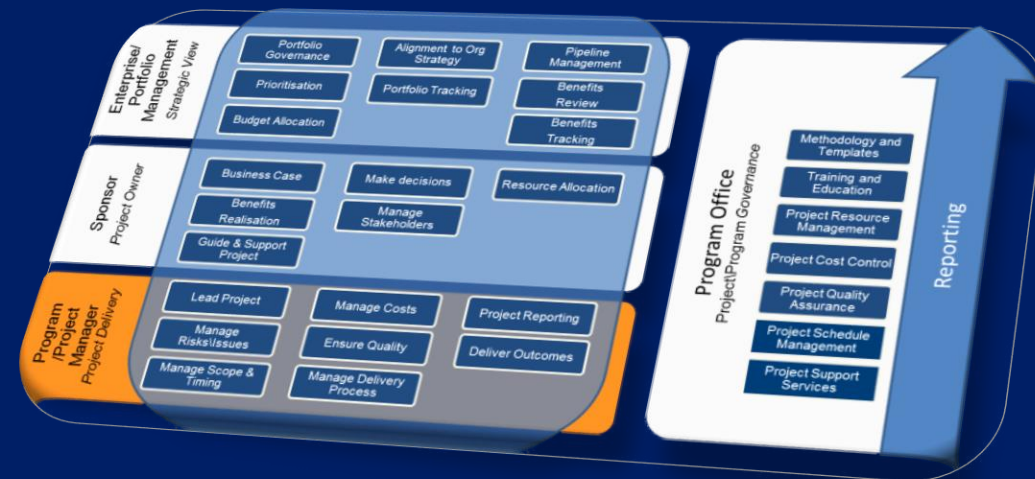 Enterprise/
Portfolio
Management
Strategic View
Portfolio
Governance
Alignment to Org
Strategy
Pipeline
Management
Prioritisation
Portfolio Tracking
Benefits
Review
Budget Allocation
Benefits
Tracking
Sponsor
Project Owner
Business Case
Make decisions
Resource Allocation
Benefits
Realisation
Manage
Stakeholders
Guide & Support
Project
Program
/Project
Manager
Project Delivery
Lead Project
Manage Costs
Project Reporting
Manage
Risks\Issues
Ensure Quality
Deliver Outcomes
Manage Scope &
Timing
Manage Delivery
Process
Program Office
Project\Program Governance
Methodology and
Templates
Training and
Education
Project Resource
Management
Project Cost Control
Project Quality
Assurance
Project Schedule
Management
Project Support
Services
Reporting